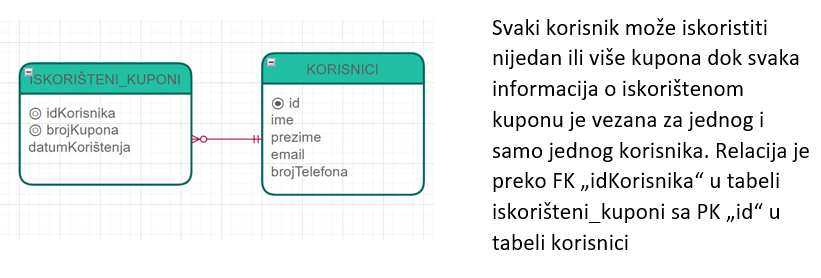 ISKORIŠTENI_KUPONI
idKorisnika
brojKupona
datumKorištenja
KORISNICI
id
ime
prezime
email
brojTelefona
Svaki korisnik može iskoristiti
nijedan ili više kupona dok svaka
informacija o iskorištenom
kuponu je vezana za jednog i
samo jednog korisnika. Relacija je
preko FK „idKorisnika“ u tabeli
iskorišteni_kuponi sa PK „id“ u
tabeli korisnici